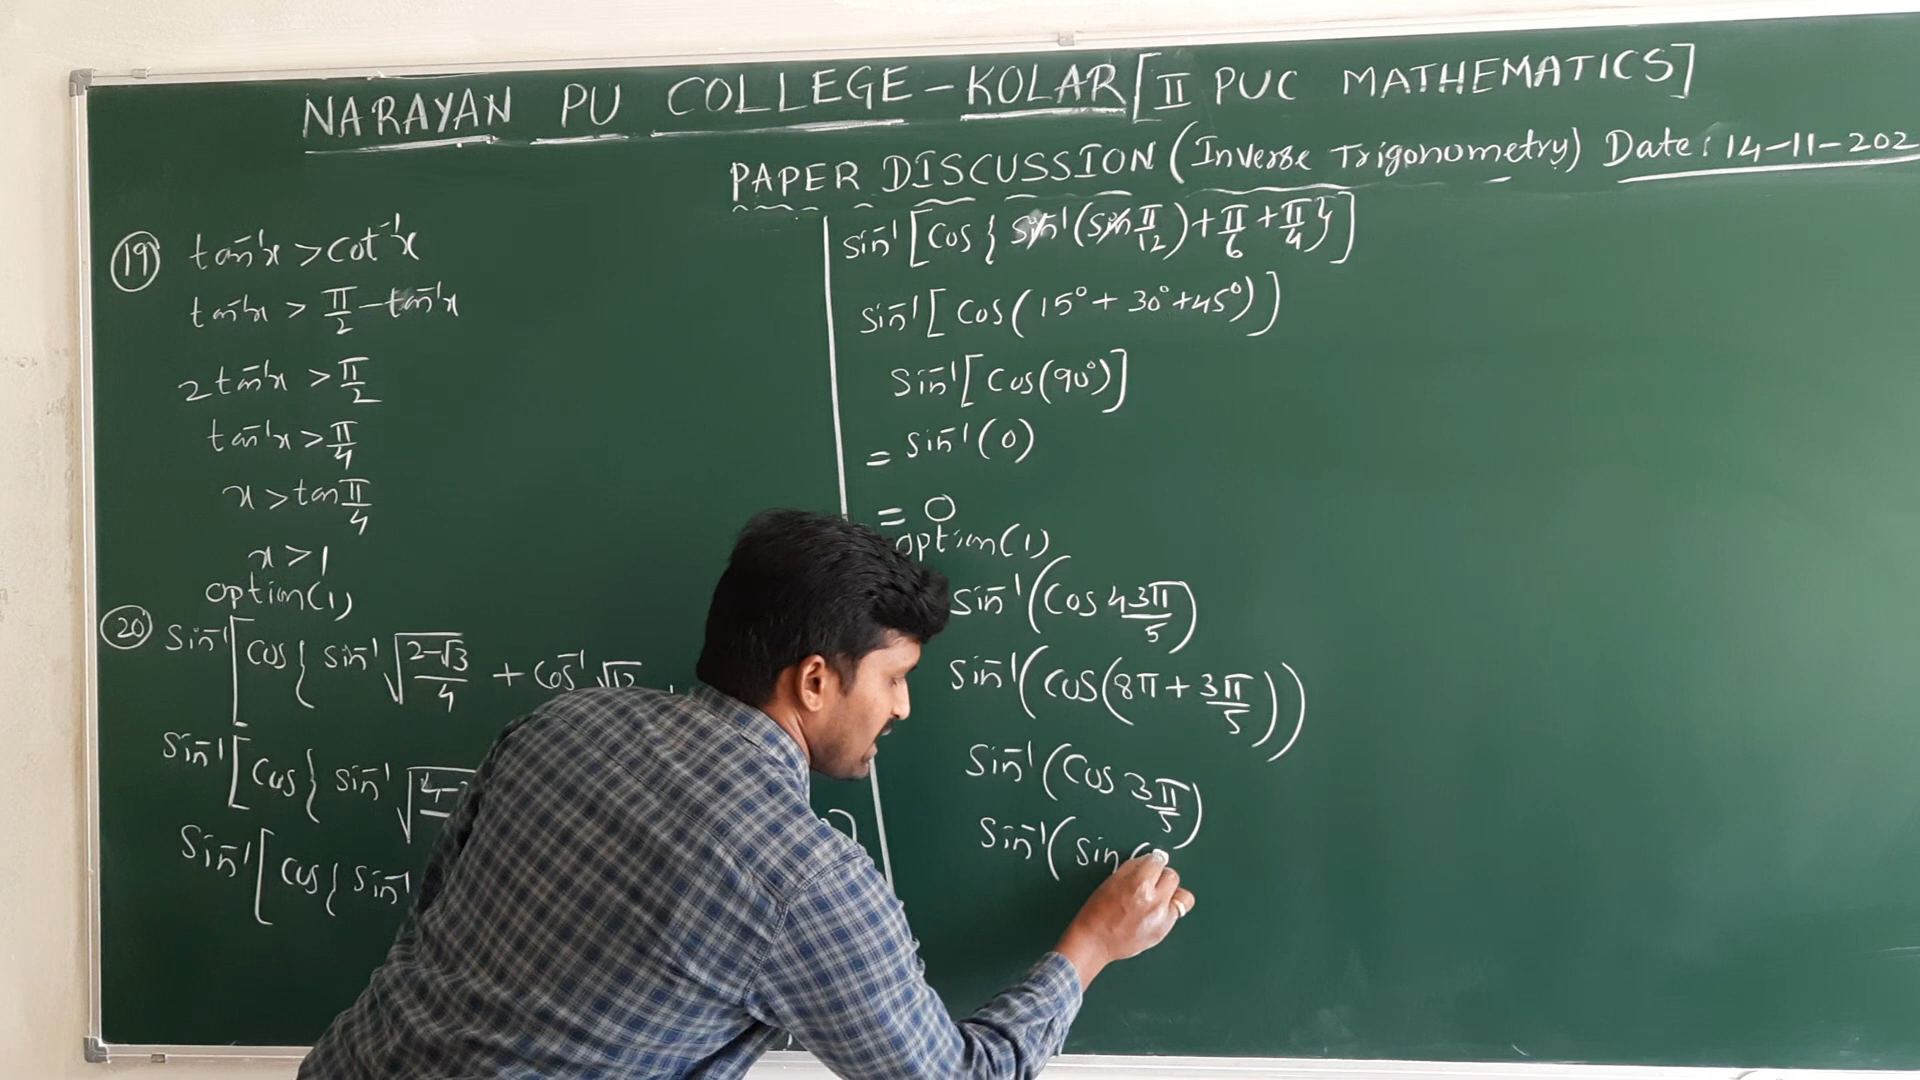 NARAYAN PU COLLEGE - KOLAR [II PUC MATHEMATICS]
PAPER DISCUSSION (Inverse Trigonometry) Date: 14-11-202
19) tan⁻¹x > cot⁻¹x
tan⁻¹x > π/2 - tan⁻¹x
2 tan⁻¹x > π/2
tan⁻¹x > π/4
x > tan π/4
x > 1
option(1)
20) Sin⁻¹[Cos{ sin⁻¹ √(2-√3)/4 + Cos⁻¹ √12
Sin⁻¹[Cos{ sin⁻¹ √4-
Sin⁻¹[Cos{ Sin⁻¹
Sin⁻¹[Cos{ Sin⁻¹(sin π/12) + π/6 + π/4 }]
Sin⁻¹[Cos(15° + 30° + 45°)]
Sin⁻¹[Cos(90°)]
= Sin⁻¹(0)
= 0
option(1)
Sin⁻¹(Cos 43π/5)
Sin⁻¹(Cos(8π + 3π/5))
Sin⁻¹(Cos 3π/5)
Sin⁻¹(Sin(